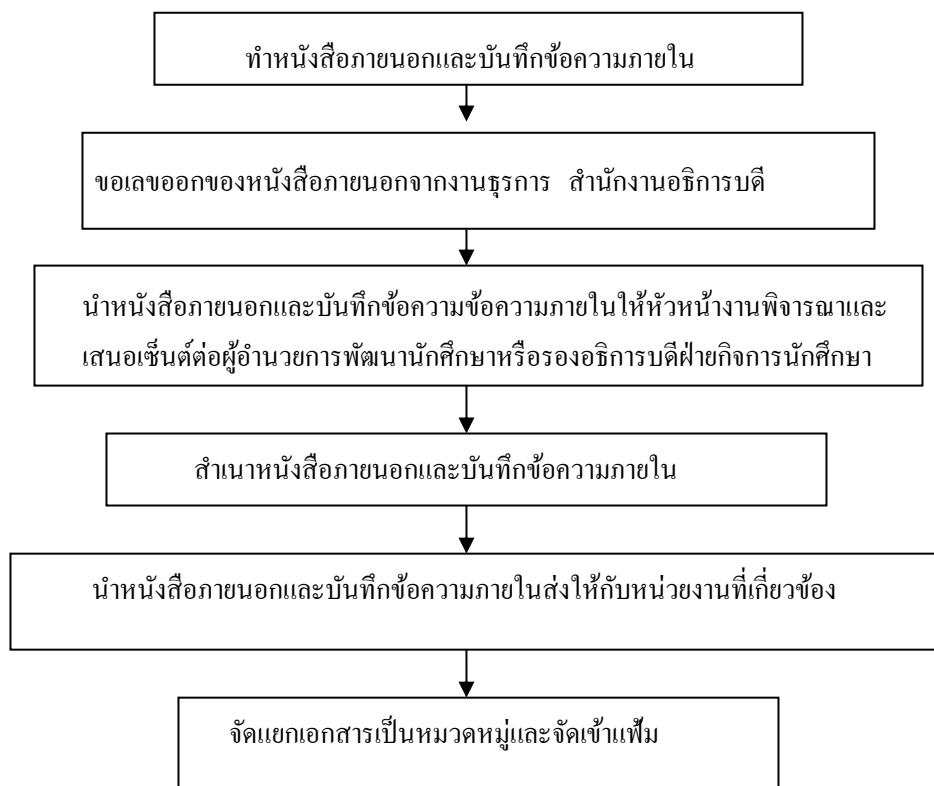 ทำหนังสือภายนอกและบันทึกข้อความภายใน
ขอเลขออกของหนังสือภายนอกจากงานธุรการ สำนักงานอธิการบดี
นำหนังสือภายนอกและบันทึกข้อความข้อความภายในให้หัวหน้างานพิจารณาและ
เสนอเซ็นต์ต่อผู้อำนวยการพัฒนานักศึกษาหรือรองอธิการบดีฝ่ายกิจการนักศึกษา
สำเนาหนังสือภายนอกและบันทึกข้อความภายใน
นำหนังสือภายนอกและบันทึกข้อความภายในส่งให้กับหน่วยงานที่เกี่ยวข้อง
จัดแยกเอกสารเป็นหมวดหมู่และจัดเข้าแฟ้ม